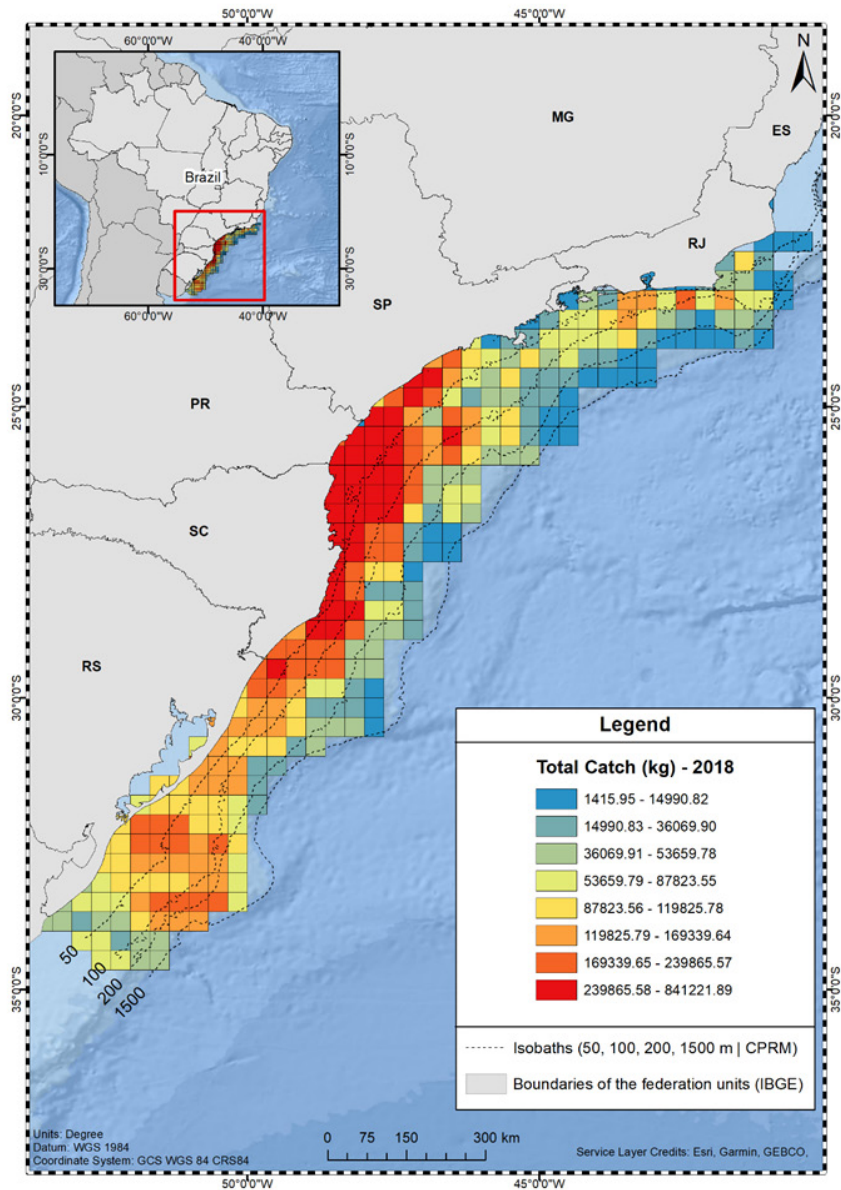 50°0'0"W 45°0'0"W
60°0'0"W 40°0'0"W
N
20°0'0"S
MG
ES
10°0'0"S
10°0'0"S
Brazil
RJ
30°0'0"S
30°0'0"S
SP
60°0'0"W 40°0'0"W
25°0'0"S
PR
25°0'0"S
SC
RS
30°0'0"S
30°0'0"S
Legend
Total Catch (kg) - 2018
1415.95 - 14990.82
14990.83 - 36069.90
36069.91 - 53659.78
53659.79 - 87823.55
87823.56 - 119825.78
119825.79 - 169339.64
169339.65 - 239865.57
239865.58 - 841221.89
50
100
200
1500
35°0'0"S
35°0'0"S
Isobaths (50, 100, 200, 1500 m | CPRM)
Boundaries of the federation units (IBGE)
Units: Degree
Datum: WGS 1984
Coordinate System: GCS WGS 84 CRS84
0 75 150 300 km
Service Layer Credits: Esri, Garmin, GEBCO,
50°0'0"W 45°0'0"W